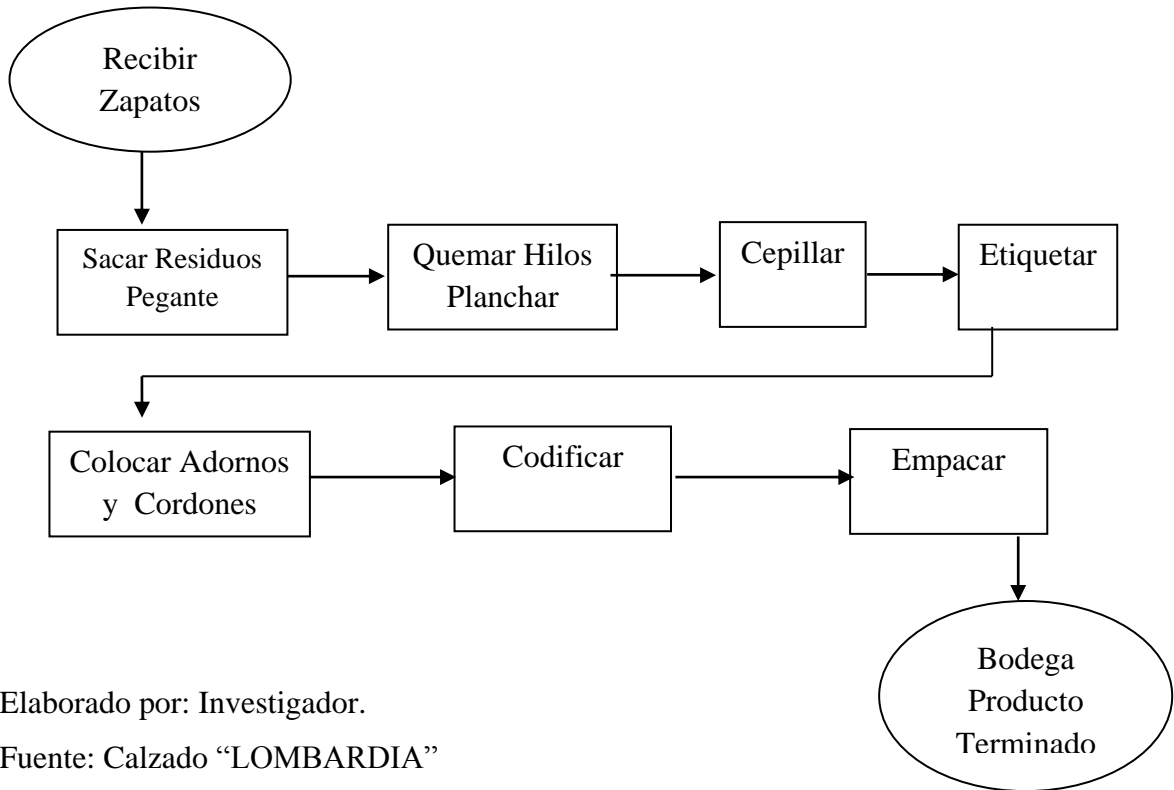 Recibir
Zapatos
Sacar Residuos
Pegante
Quemar Hilos
Planchar
Cepillar
Etiquetar
Colocar Adornos
y Cordones
Codificar
Empacar
Bodega
Producto
Terminado
Elaborado por: Investigador.
Fuente: Calzado “LOMBARDIA”